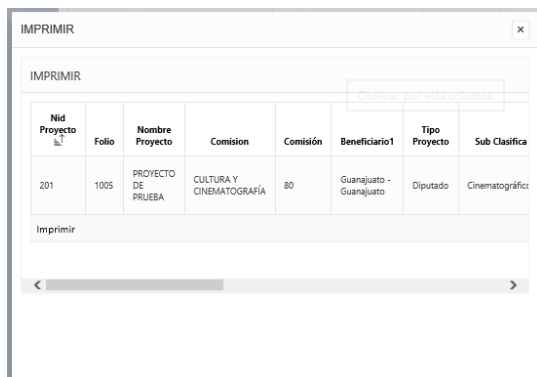 IMPRIMIR
×
IMPRIMIR
Ordenar por esta columna
Nid
Proyecto Folio Nombre
Proyecto Comision Comisión Beneficiario1 Tipo
Proyecto Sub Clasifica
201 1005 PROYECTO
DE
PRUEBA CULTURA Y
CINEMATOGRAFÍA 80 Guanajuato -
Guanajuato Diputado Cinematográfic
Imprimir